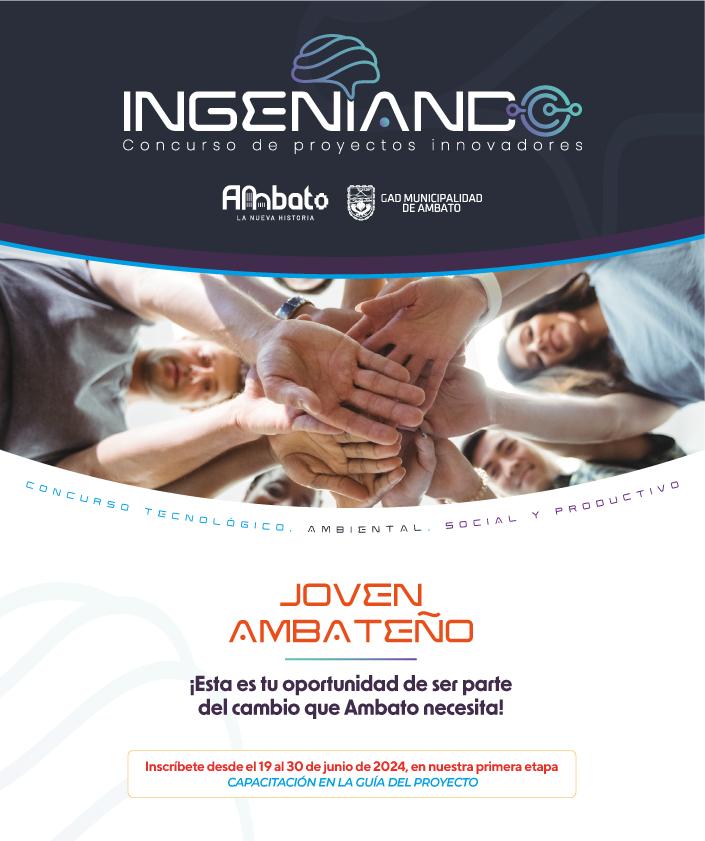 INGENIANDO
Concurso de proyectos innovadores
Ambato
LA NUEVA HISTORIA
GAD MUNICIPALIDAD
DE AMBATO
CONCURSO TECNOLÓGICO, AMBIENTAL, SOCIAL Y PRODUCTIVO
JOVEN
AMBATEÑO
¡Esta es tu oportunidad de ser parte
del cambio que Ambato necesita!
Inscríbete desde el 19 al 30 de junio de 2024, en nuestra primera etapa
CAPACITACIÓN EN LA GUÍA DEL PROYECTO